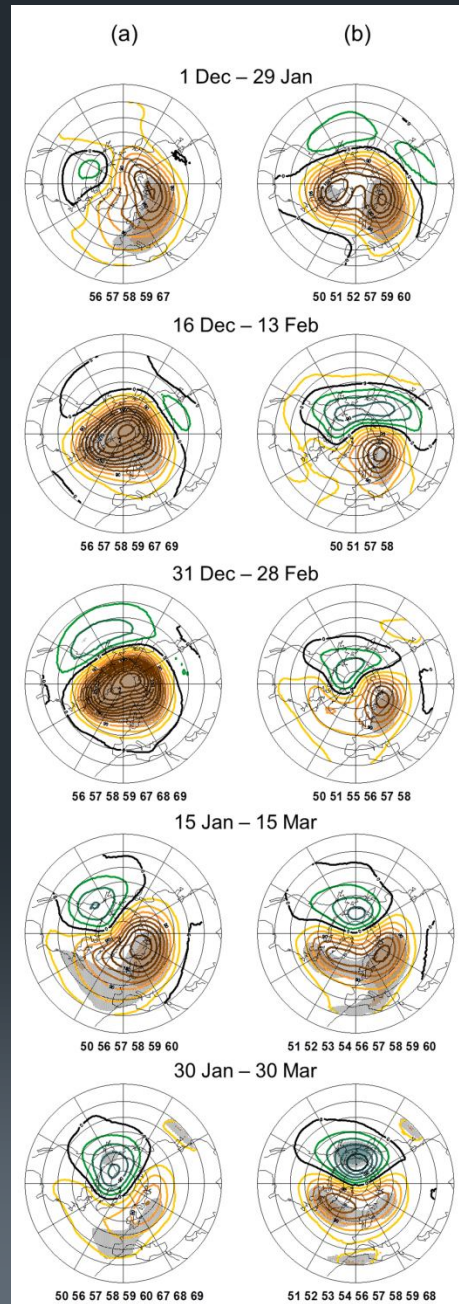 (a) (b)
1 Dec – 29 Jan
56 57 58 59 67 50 51 52 57 59 60
16 Dec – 13 Feb
56 57 58 59 67 69 50 51 57 58
31 Dec – 28 Feb
56 57 58 59 67 68 69 50 51 55 56 57 58
15 Jan – 15 Mar
50 56 57 58 59 60 51 52 53 54 56 57 58 59 60
30 Jan – 30 Mar
50 56 57 58 59 60 67 68 69 51 52 53 54 55 56 57 58 59 68